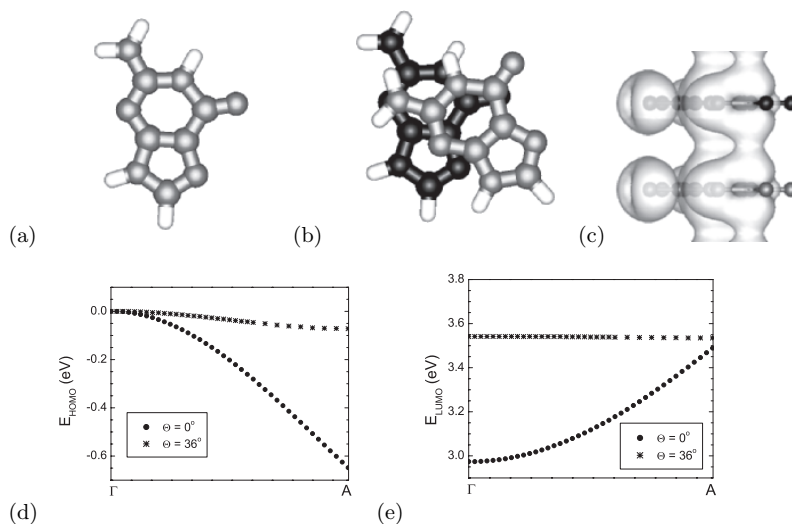 (a)
(b)
(c)
0.0
-0.2
-0.4
-0.6
E_HOMO (eV)
Θ = 0°
Θ = 36°
Γ
A
(d)
3.8
3.6
3.4
3.2
3.0
E_LUMO (eV)
Θ = 0°
Θ = 36°
Γ
A
(e)